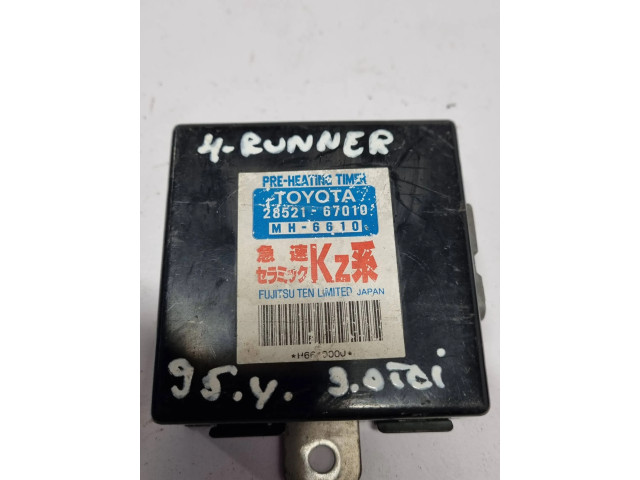 4-RUNNER
PRE-HEATING TIMER
TOYOTA
28521-67010
MH-6610
急速
セラミック Kz系
FUJITSU TEN LIMITED JAPAN
95.y. 3.0TDi